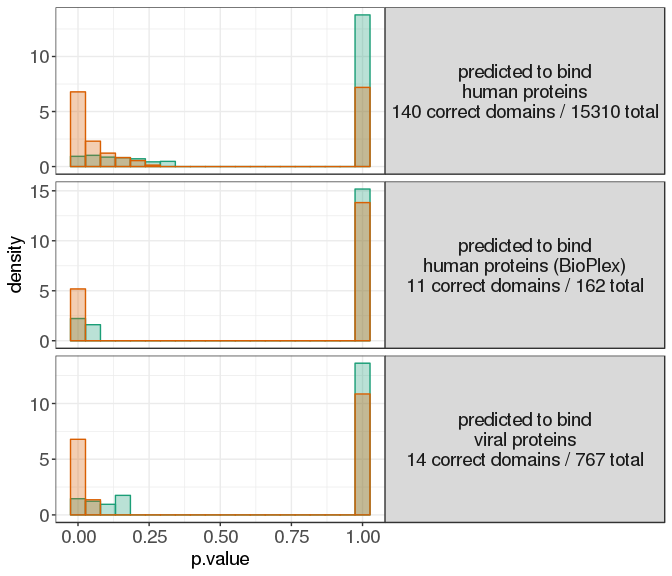 10
5
0
predicted to bind
human proteins
140 correct domains / 15310 total
15
10
5
0
predicted to bind
human proteins (BioPlex)
11 correct domains / 162 total
density
10
5
0
predicted to bind
viral proteins
14 correct domains / 767 total
0.00 0.25 0.50 0.75 1.00
p.value